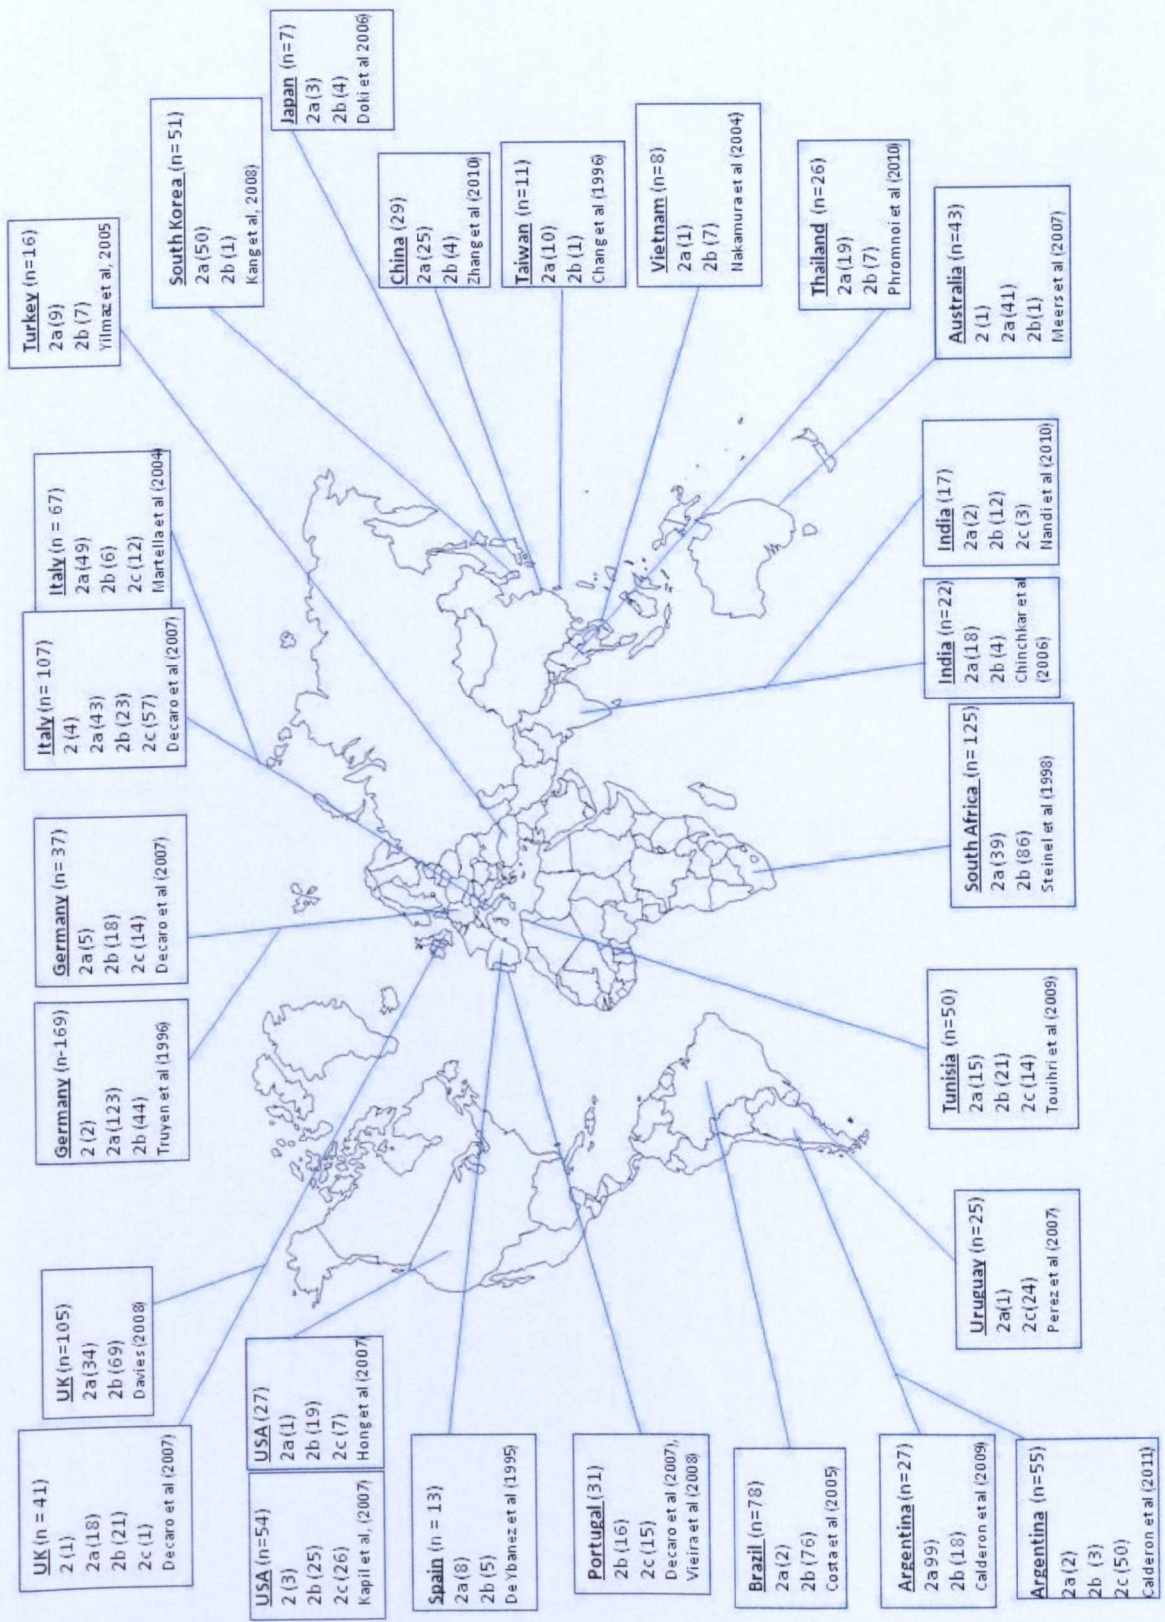 UK (n = 41)
2 (1)
2a (18)
2b (21)
2c (1)
Decaro et al (2007)
UK (n=105)
2a (34)
2b (69)
Davies (2008)
Germany (n-169)
2 (2)
2a (123)
2b (44)
Truyen et al (1996)
Germany (n= 37)
2a (5)
2b (18)
2c (14)
Decaro et al (2007)
Italy (n= 107)
2 (4)
2a (43)
2b (23)
2c (57)
Decaro et al (2007)
Italy (n = 67)
2a (49)
2b (6)
2c (12)
Martella et al (2004)
Turkey (n=16)
2a (9)
2b (7)
Yilmaz et al, 2005
South Korea (n= 51)
2a (50)
2b (1)
Kang et al, 2008)
Japan (n=7)
2a (3)
2b (4)
Doki et al 2006)
USA (n=54)
2 (3)
2b (25)
2c (26)
Kapil et al, (2007)
USA (27)
2a (1)
2b (19)
2c (7)
Hong et al (2007)
China (29)
2a (25)
2b (4)
Zhang et al (2010)
Spain (n = 13)
2a (8)
2b (5)
De Ybanez et al (1995)
Taiwan (n=11)
2a (10)
2b (1)
Chang et al (1996)
Portugal (31)
2b (16)
2c (15)
Decaro et al (2007),
Vieira et al (2008)
Vietnam (n=8)
2a (1)
2b (7)
Nakamura et al (2004)
Brazil (n=78)
2a (2)
2b (76)
Costa et al (2005)
Thailand (n=26)
2a (19)
2b (7)
Phromnoi et al (2010)
Argentina (n=27)
2a 99)
2b (18)
Calderon et al (2009)
Argentina (n=55)
2a (2)
2b (3)
2c (50)
Calderon et al (2011)
Uruguay (n=25)
2a (1)
2c (24)
Perez et al (2007)
Tunisia (n=50)
2a (15)
2b (21)
2c (14)
Touihri et al (2009)
South Africa (n= 125)
2a (39)
2b (86)
Steinel et al (1998)
India (n=22)
2a (18)
2b (4)
Chinchkar et a
(2006)
India (17)
2a (2)
2b (12)
2c (3)
Nandi et al (2010)
Australia (n=43)
2 (1)
2a (41)
2b (1)
Meers et al (2007)